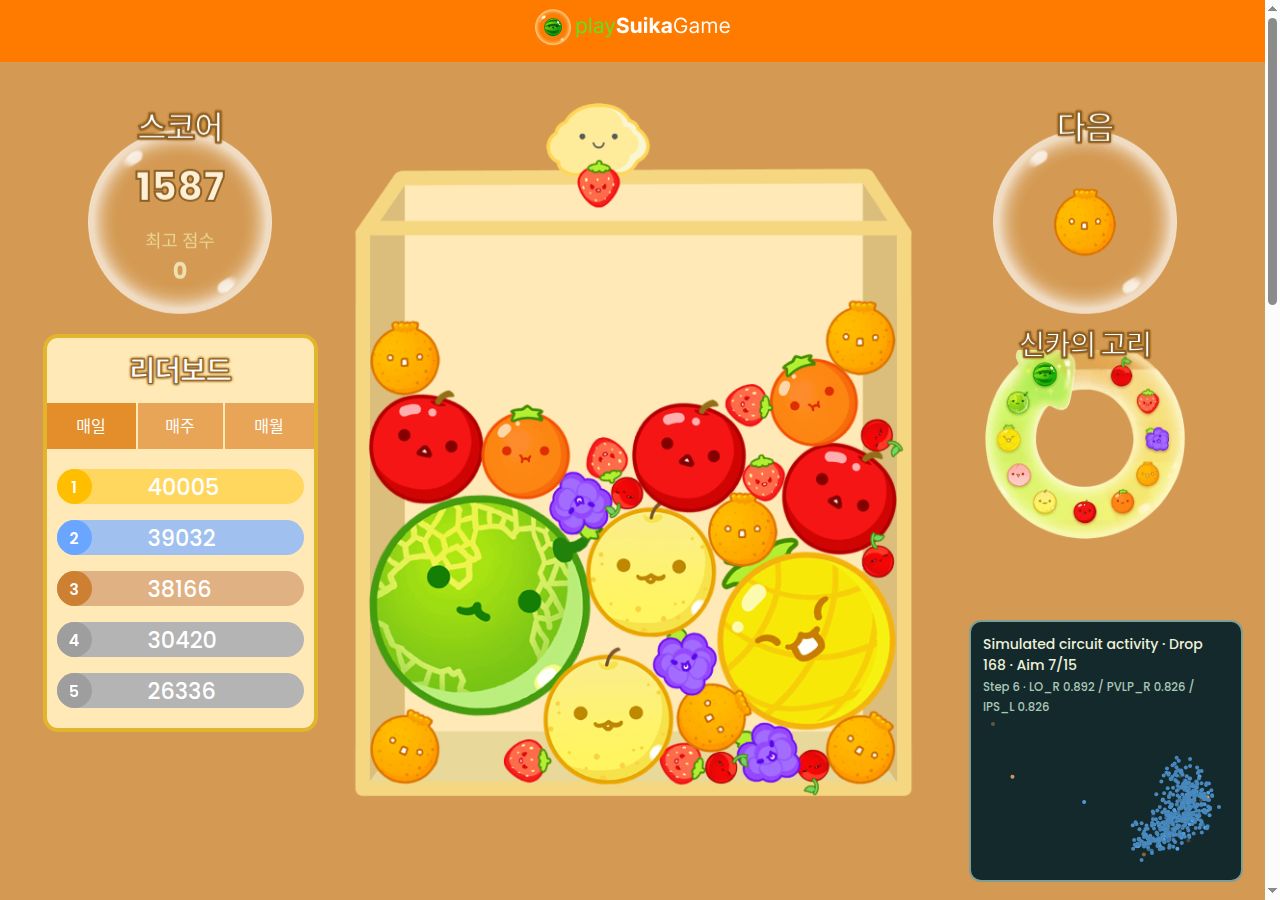 playSuikaGame
스코어
1587
최고 점수
0
리더보드
매일 매주 매월
1 40005
2 39032
3 38166
4 30420
5 26336
다음
신카의 고리
Simulated circuit activity · Drop
168 · Aim 7/15
Step 6 · LO_R 0.892 / PVLP_R 0.826 /
IPS_L 0.826